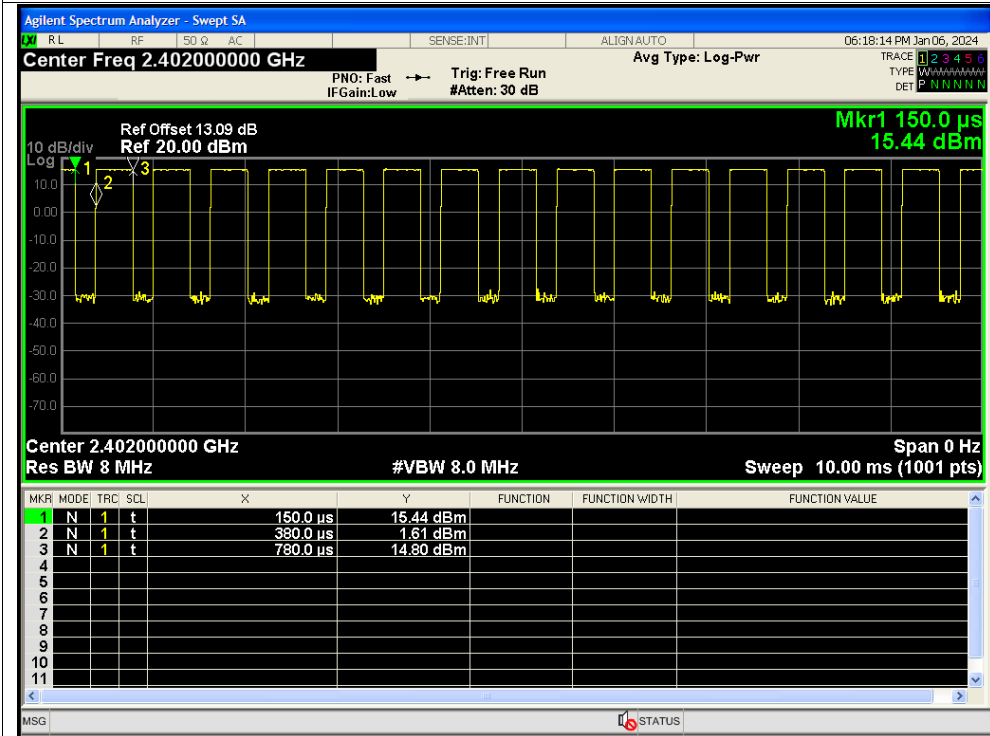 Agilent Spectrum Analyzer - Swept SA
LXI RL RF 50 Ω AC SENSE:INT ALIGNAUTO 06:18:14 PM Jan 06, 2024
Center Freq 2.402000000 GHz Avg Type: Log-Pwr TRACE 1 2 3 4 5 6
PNO: Fast Trig: Free Run TYPE WWWWWW
IFGain:Low #Atten: 30 dB DET P N N N N N
Mkr1 150.0 µs
Ref Offset 13.09 dB
10 dB/div Ref 20.00 dBm 15.44 dBm
Log
1 2 3
10.0
0.00
-10.0
-20.0
-30.0
-40.0
-50.0
-60.0
-70.0
Center 2.402000000 GHz Span 0 Hz
Res BW 8 MHz #VBW 8.0 MHz Sweep 10.00 ms (1001 pts)
MKR MODE TRC SCL X Y FUNCTION FUNCTION WIDTH FUNCTION VALUE
1 N 1 t 150.0 µs 15.44 dBm
2 N 1 t 380.0 µs 1.61 dBm
3 N 1 t 780.0 µs 14.80 dBm
4
5
6
7
8
9
10
11
MSG STATUS